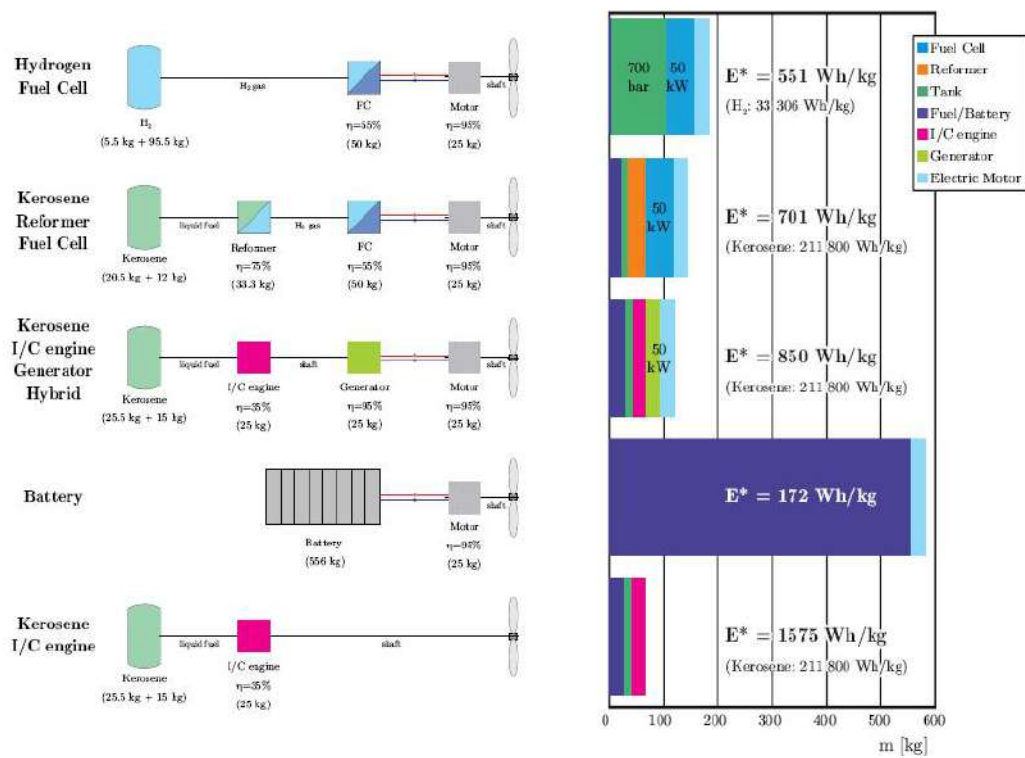 Hydrogen
Fuel Cell
H₂
(5.5 kg + 95.5 kg)
H₂ gas
FC
η=55%
(50 kg)
Motor
η=95%
(25 kg)
shaft
Kerosene
Reformer
Fuel Cell
Kerosene
(20.5 kg + 12 kg)
liquid fuel
Reformer
η=75%
(33.3 kg)
H₂ gas
FC
η=55%
(50 kg)
Motor
η=95%
(25 kg)
shaft
Kerosene
I/C engine
Generator
Hybrid
Kerosene
(25.5 kg + 15 kg)
liquid fuel
I/C engine
η=35%
(25 kg)
shaft
Generator
η=95%
(25 kg)
Motor
η=95%
(25 kg)
shaft
Battery
Battery
(556 kg)
Motor
η=95%
(25 kg)
shaft
Kerosene
I/C engine
Kerosene
(25.5 kg + 15 kg)
liquid fuel
I/C engine
η=35%
(25 kg)
shaft
700
bar
50
kW
E* = 551 Wh/kg
(H₂: 33 306 Wh/kg)
50
kW
E* = 701 Wh/kg
(Kerosene: 211 800 Wh/kg)
50
kW
E* = 850 Wh/kg
(Kerosene: 211 800 Wh/kg)
E* = 172 Wh/kg
E* = 1575 Wh/kg
(Kerosene: 211 800 Wh/kg)
Fuel Cell
Reformer
Tank
Fuel/Battery
I/C engine
Generator
Electric Motor
0 100 200 300 400 500 600
m [kg]